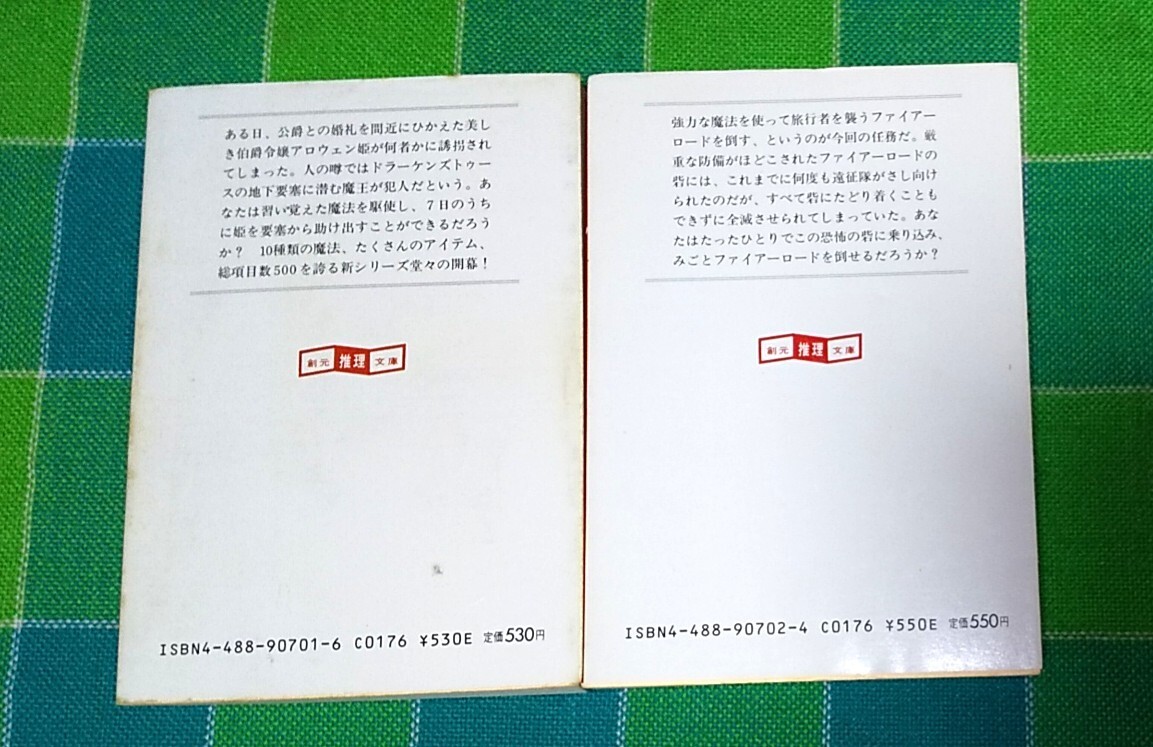 ある日、公爵との婚礼を間近にひかえた美し
き伯爵令嬢アロウェン姫が何者かに誘拐され
てしまった。人の噂ではドラーケンズトゥー
スの地下要塞に潜む魔王が犯人だという。あ
なたは習い覚えた魔法を駆使し、7日のうち
に姫を要塞から助け出すことができるだろう
か？ 10種類の魔法、たくさんのアイテム、
総項目数500を誇る新シリーズ堂々の開幕！
創元推理文庫
ISBN4-488-90701-6 C0176 ¥530E 定価530円
強力な魔法を使って旅行者を襲うファイアー
ロードを倒す、というのが今回の任務だ。厳
重な防備がほどこされたファイアーロードの
砦には、これまでに何度も遠征隊がさし向け
られたのだが、すべて砦にたどり着くことも
できずに全滅させられてしまっていた。あな
たはたったひとりでこの恐怖の砦に乗り込み、
みごとファイアーロードを倒せるだろうか？
創元推理文庫
ISBN4-488-90702-4 C0176 ¥550E 定価550円